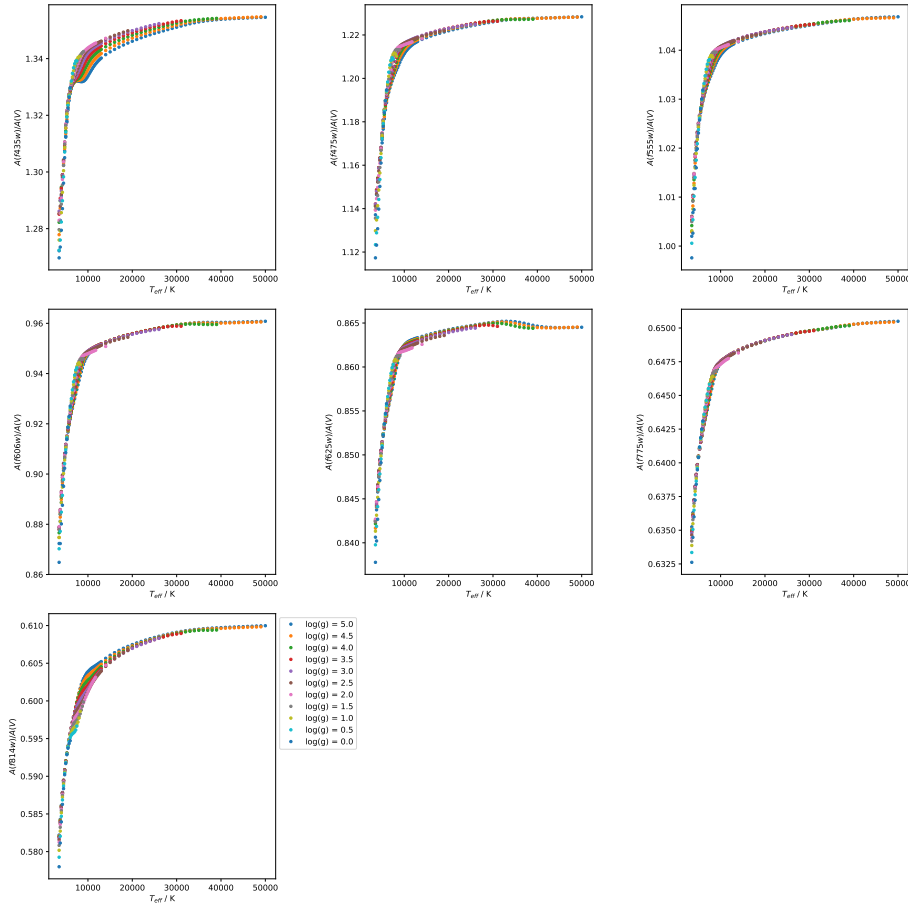 A(f435w)/A(V)
1.34
1.32
1.30
1.28
10000 20000 30000 40000 50000
T_eff / K
A(f475w)/A(V)
1.22
1.20
1.18
1.16
1.14
1.12
10000 20000 30000 40000 50000
T_eff / K
A(f555w)/A(V)
1.04
1.03
1.02
1.01
1.00
10000 20000 30000 40000 50000
T_eff / K
A(f606w)/A(V)
0.96
0.94
0.92
0.90
0.88
0.86
10000 20000 30000 40000 50000
T_eff / K
A(f625w)/A(V)
0.865
0.860
0.855
0.850
0.845
0.840
10000 20000 30000 40000 50000
T_eff / K
A(f775w)/A(V)
0.6500
0.6475
0.6450
0.6425
0.6400
0.6375
0.6350
0.6325
10000 20000 30000 40000 50000
T_eff / K
A(f814w)/A(V)
0.610
0.605
0.600
0.595
0.590
0.585
0.580
10000 20000 30000 40000 50000
T_eff / K
log(g) = 5.0
log(g) = 4.5
log(g) = 4.0
log(g) = 3.5
log(g) = 3.0
log(g) = 2.5
log(g) = 2.0
log(g) = 1.5
log(g) = 1.0
log(g) = 0.5
log(g) = 0.0